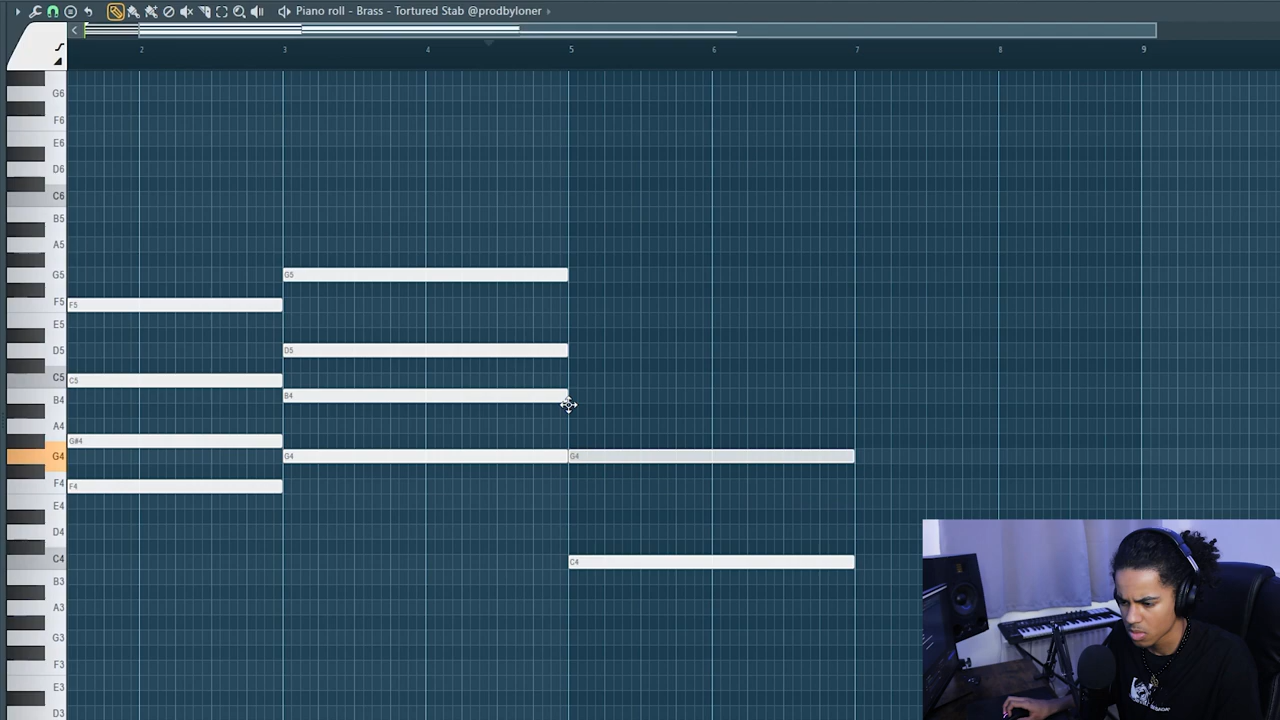 Piano roll - Brass - Tortured Stab @prodbyloner
2 3 4 5 6 7 8 9
G6
F6
E6
D6
C6
B5
A5
G5 G5
F5 F5
E5
D5 D5
C5 C5
B4 B4
A4
G#4
G4 G4 G4
F4 F4
E4
D4
C4 C4
B3
A3
G3
F3
E3
D3